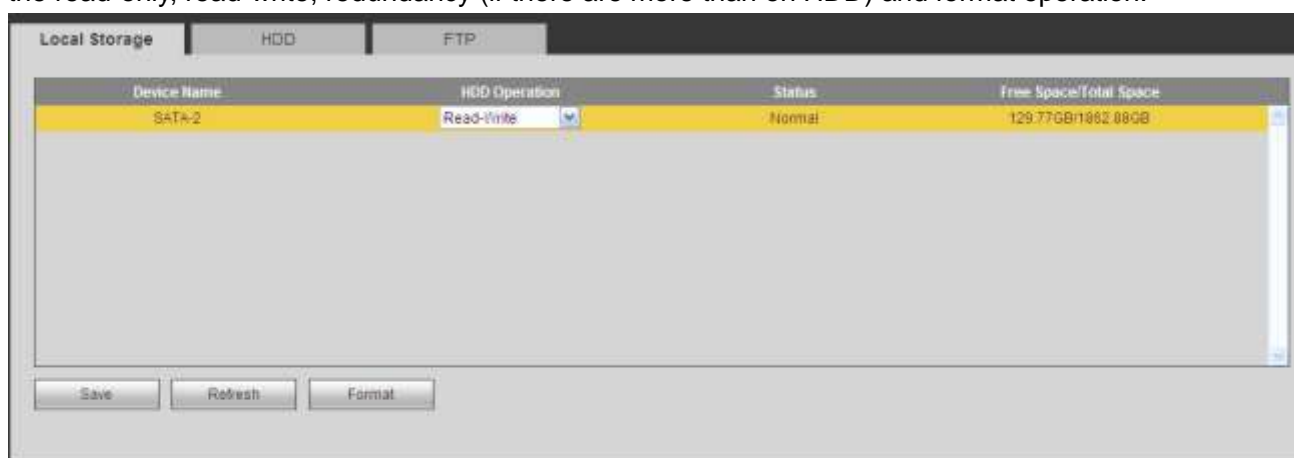 the read-only, read-write, redundancy (if there are more than on HDD) and format operation.
Local Storage HDD FTP
Device Name HDD Operation Status Free Space/Total Space
SATA-2 Read-Write Normal 129.77GB/1862.88GB
Save Refresh Format